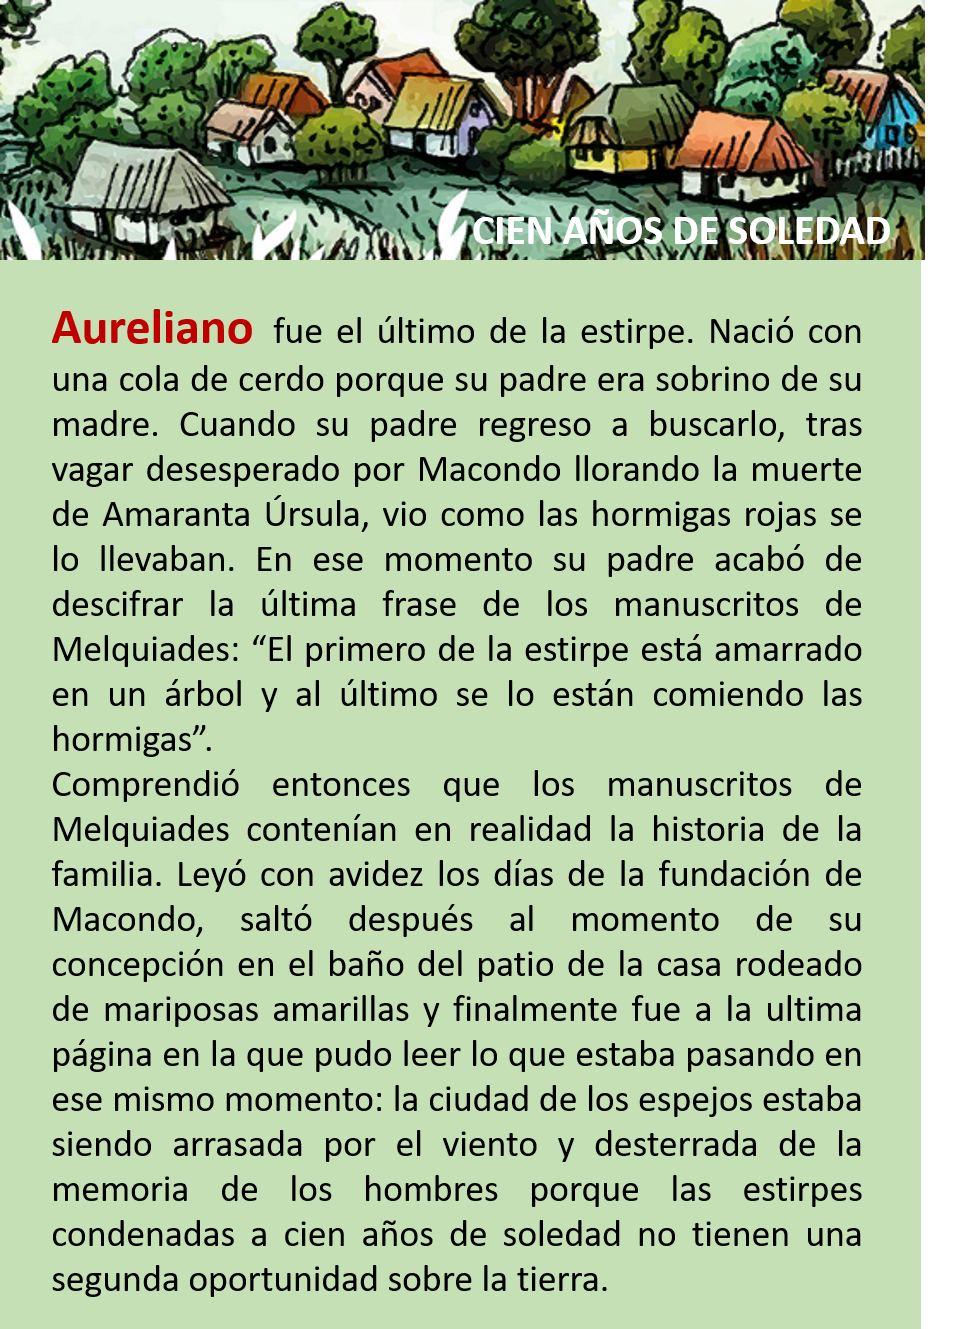 CIEN AÑOS DE SOLEDAD
Aureliano fue el último de la estirpe. Nació con
una cola de cerdo porque su padre era sobrino de su
madre. Cuando su padre regreso a buscarlo, tras
vagar desesperado por Macondo llorando la muerte
de Amaranta Úrsula, vio como las hormigas rojas se
lo llevaban. En ese momento su padre acabó de
descifrar la última frase de los manuscritos de
Melquiades: “El primero de la estirpe está amarrado
en un árbol y al último se lo están comiendo las
hormigas”.
Comprendió entonces que los manuscritos de
Melquiades contenían en realidad la historia de la
familia. Leyó con avidez los días de la fundación de
Macondo, saltó después al momento de su
concepción en el baño del patio de la casa rodeado
de mariposas amarillas y finalmente fue a la ultima
página en la que pudo leer lo que estaba pasando en
ese mismo momento: la ciudad de los espejos estaba
siendo arrasada por el viento y desterrada de la
memoria de los hombres porque las estirpes
condenadas a cien años de soledad no tienen una
segunda oportunidad sobre la tierra.